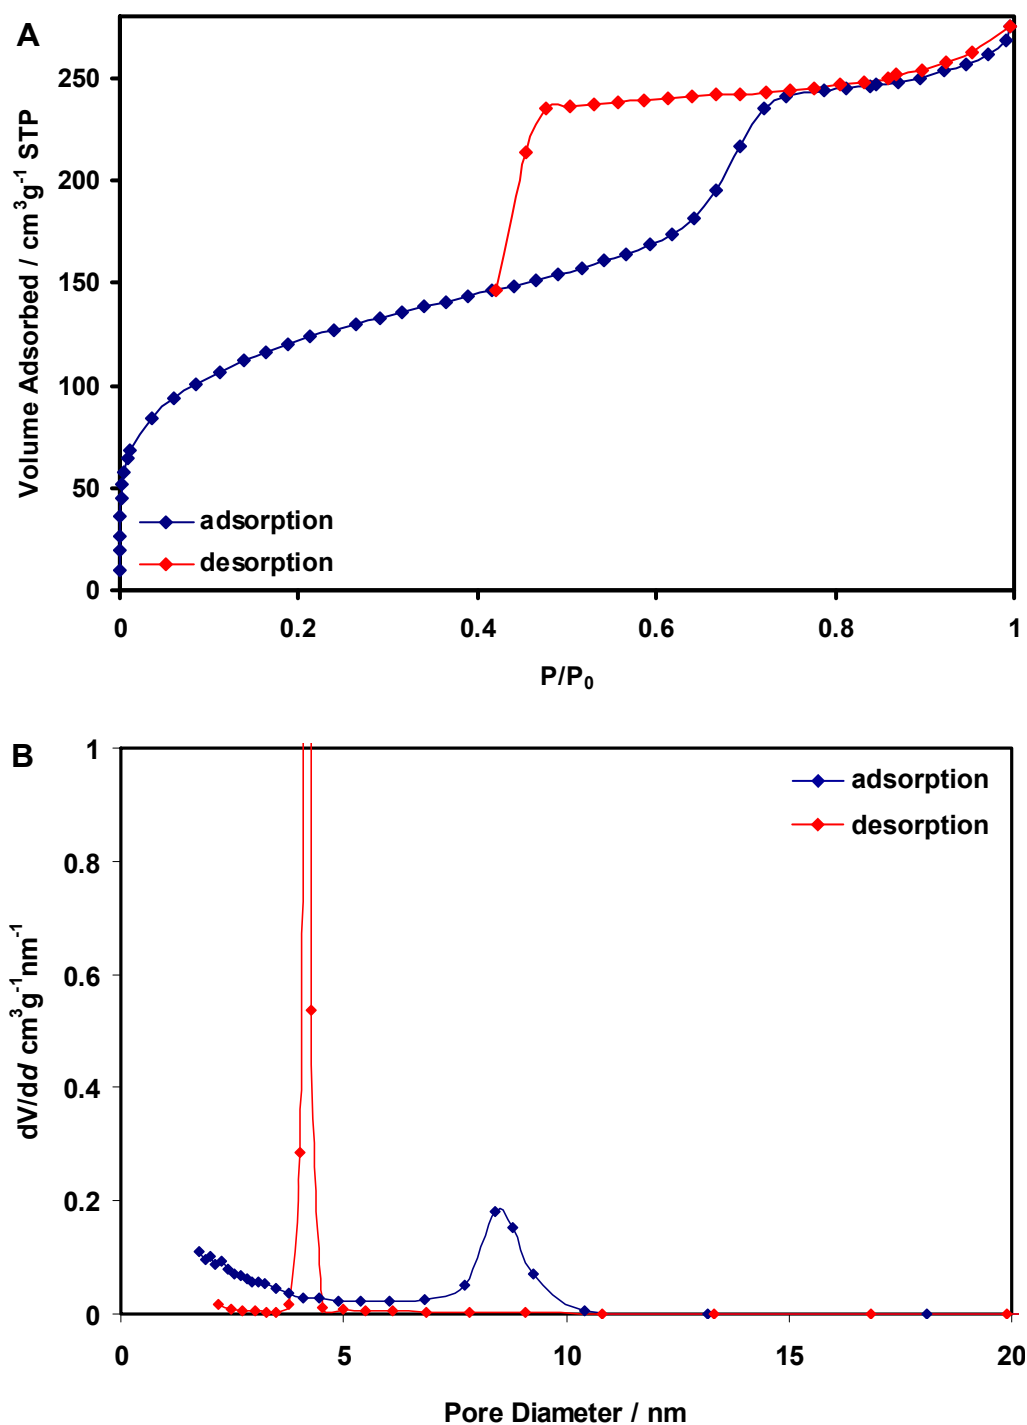 A
Volume Adsorbed / cm³g⁻¹ STP
250
200
150
100
50
0
adsorption
desorption
0 0.2 0.4 0.6 0.8 1
P/P₀
B
dV/dd cm³g⁻¹nm⁻¹
1
0.8
0.6
0.4
0.2
0
adsorption
desorption
0 5 10 15 20
Pore Diameter / nm